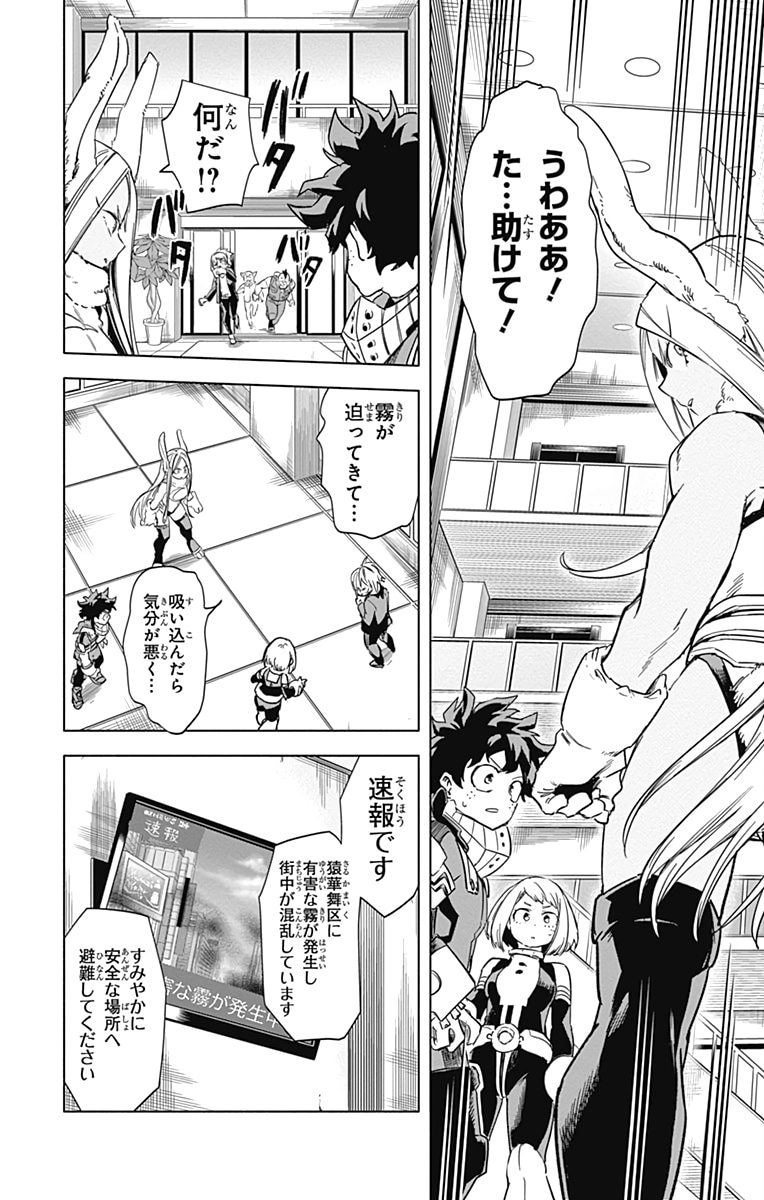 うわああ！
た…助けて！
何だ!?
バタ
バタ
霧が
迫ってきて…
吸い込んだら
気分が悪く…
速報です
猿華舞区に
有害な霧が発生し
街中が混乱しています
速報
害な霧が発生中
すみやかに
安全な場所へ
避難してください